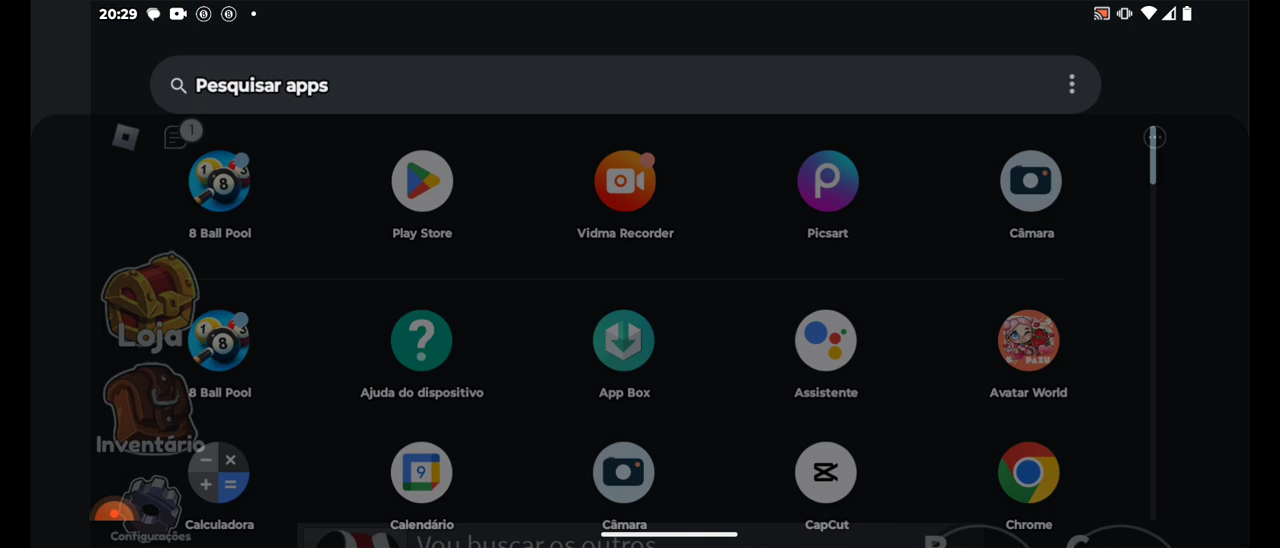 20:29
Pesquisar apps
1
8 Ball Pool
Play Store
Vidma Recorder
Picsart
Câmara
Loja
8 Ball Pool
Ajuda do dispositivo
App Box
Assistente
Avatar World
Inventário
Calculadora
Calendário
Câmara
CapCut
Chrome
Configurações
Vou buscar os outros